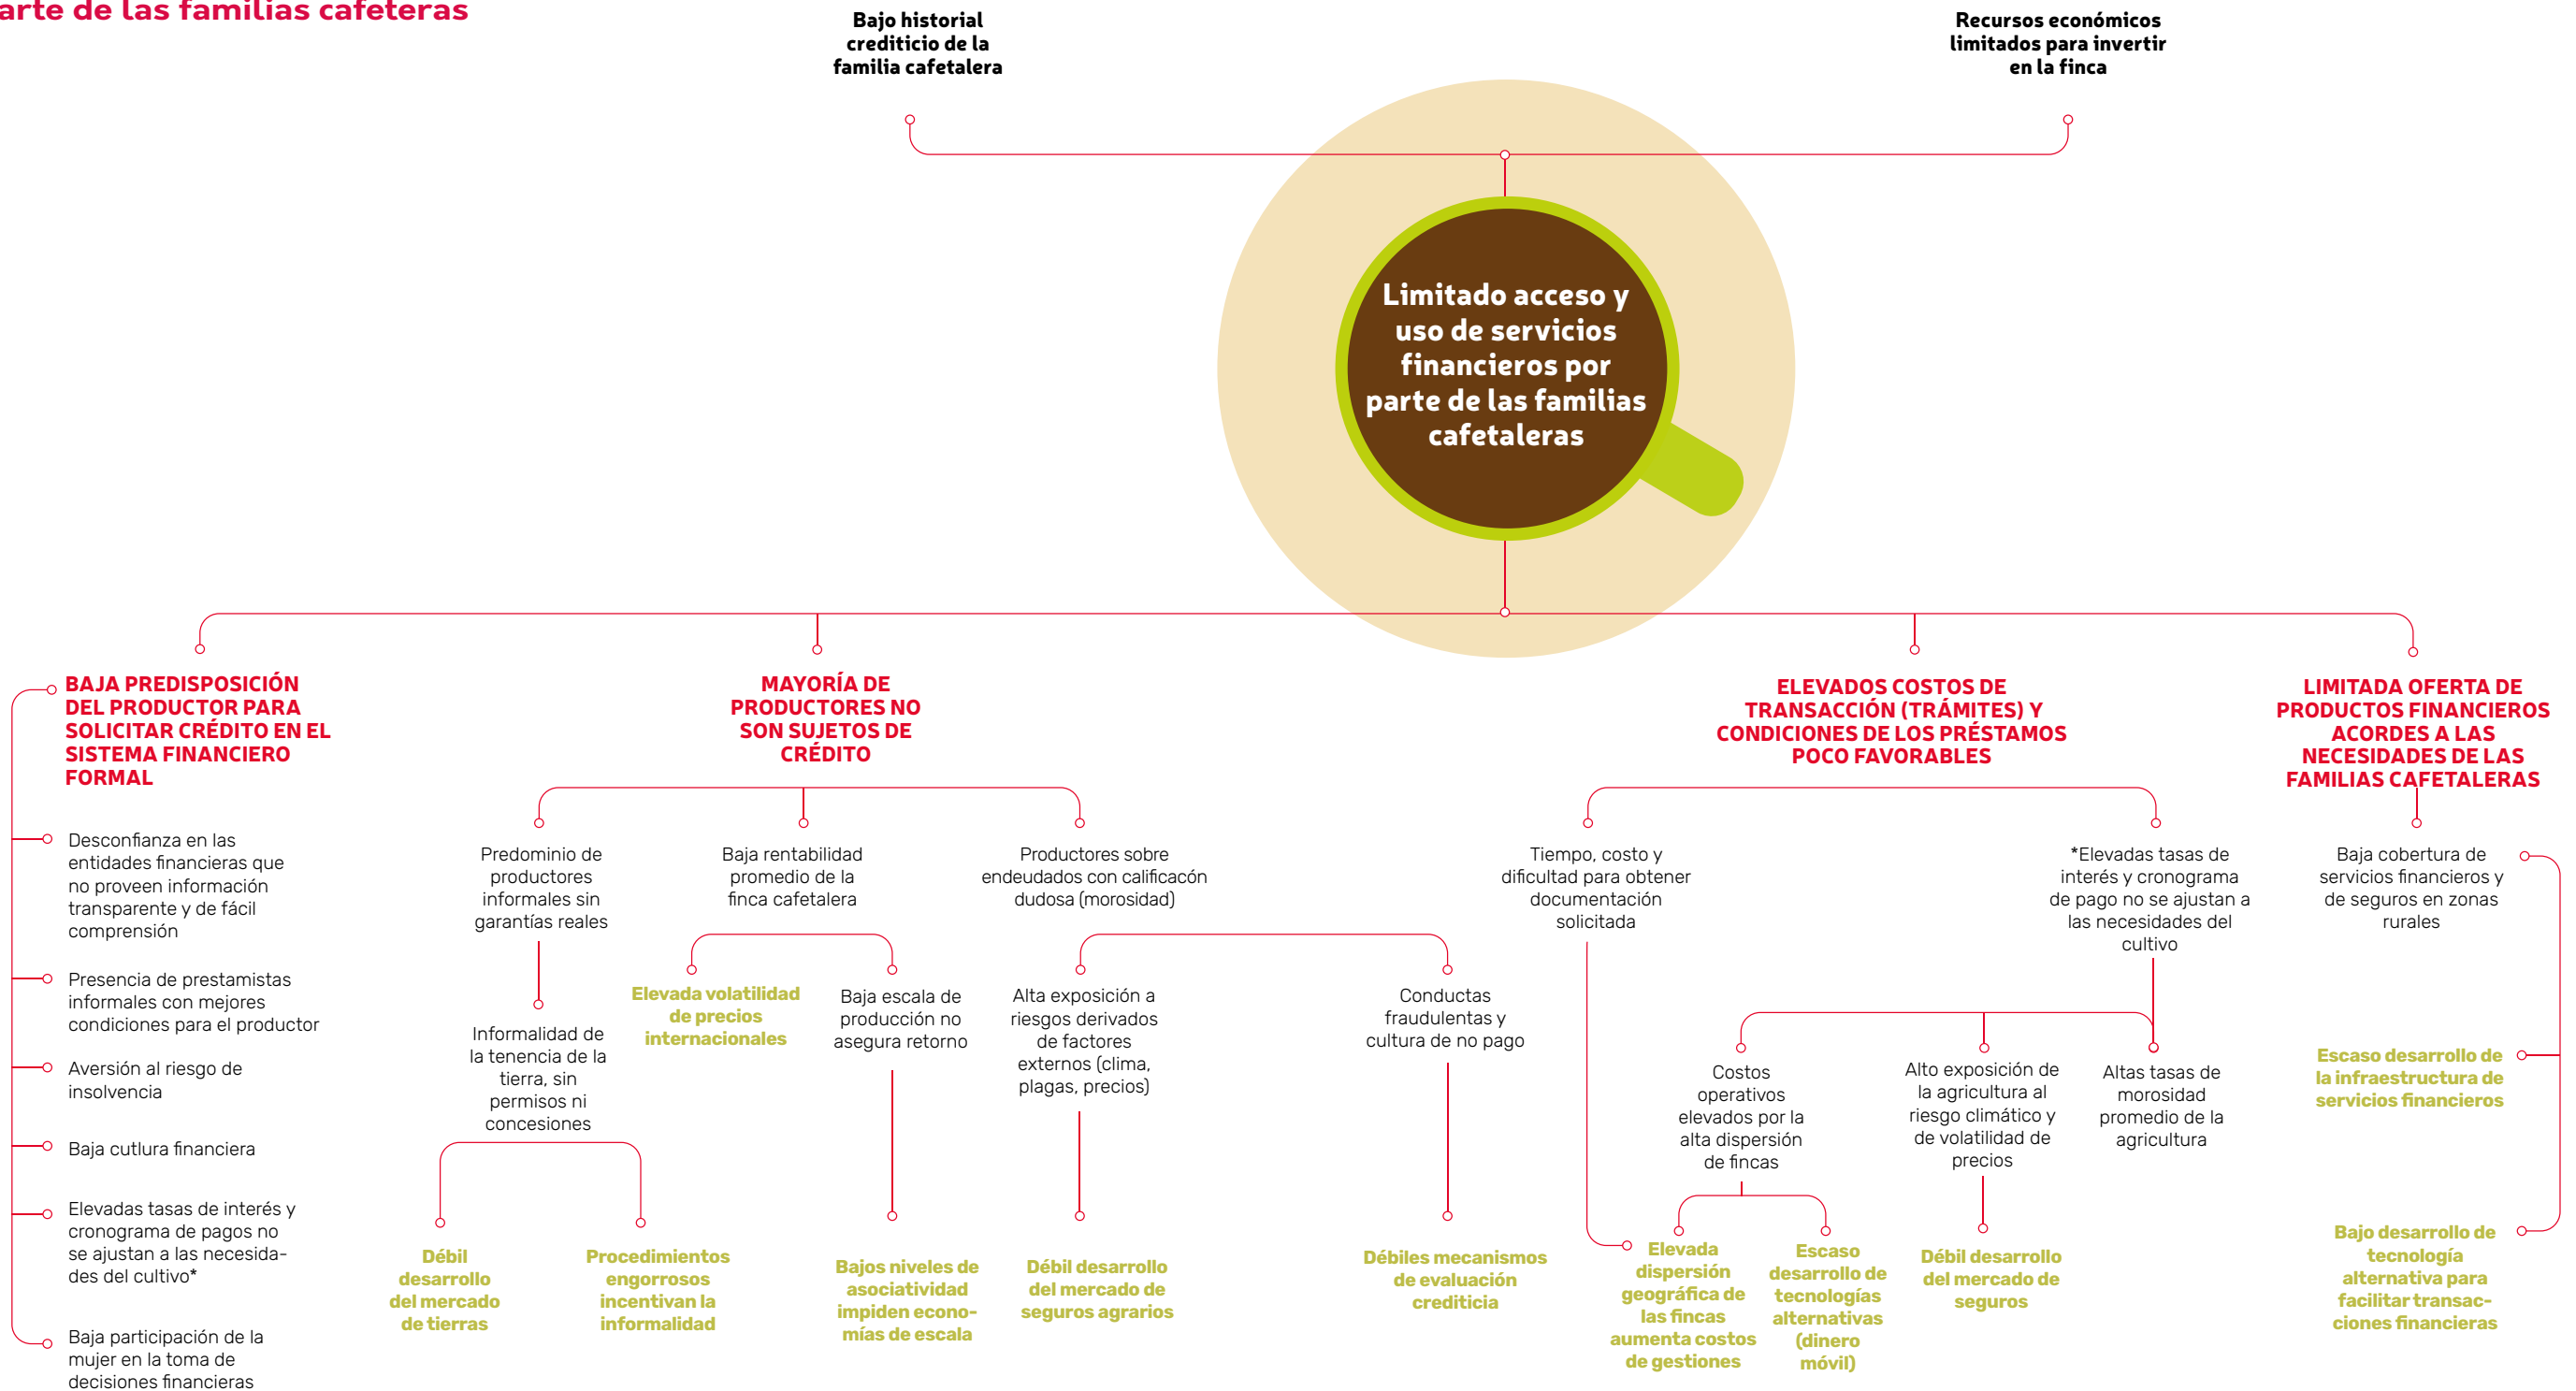 arte de las familias cafeteras
Bajo historial
crediticio de la
familia cafetalera
Recursos económicos
limitados para invertir
en la finca
Limitado acceso y
uso de servicios
financieros por
parte de las familias
cafetaleras
BAJA PREDISPOSICIÓN
DEL PRODUCTOR PARA
SOLICITAR CRÉDITO EN EL
SISTEMA FINANCIERO
FORMAL
Desconfianza en las
entidades financieras que
no proveen información
transparente y de fácil
comprensión
Presencia de prestamistas
informales con mejores
condiciones para el productor
Aversión al riesgo de
insolvencia
Baja cutlura financiera
Elevadas tasas de interés y
cronograma de pagos no
se ajustan a las necesida-
des del cultivo*
Baja participación de la
mujer en la toma de
decisiones financieras
MAYORÍA DE
PRODUCTORES NO
SON SUJETOS DE
CRÉDITO
Predominio de
productores
informales sin
garantías reales
Informalidad de
la tenencia de la
tierra, sin
permisos ni
concesiones
Débil
desarrollo
del mercado
de tierras
Procedimientos
engorrosos
incentivan la
informalidad
Baja rentabilidad
promedio de la
finca cafetalera
Elevada volatilidad
de precios
internacionales
Baja escala de
producción no
asegura retorno
Bajos niveles de
asociatividad
impiden econo-
mías de escala
Productores sobre
endeudados con calificacón
dudosa (morosidad)
Alta exposición a
riesgos derivados
de factores
externos (clima,
plagas, precios)
Débil desarrollo
del mercado de
seguros agrarios
Conductas
fraudulentas y
cultura de no pago
Débiles mecanismos
de evaluación
crediticia
ELEVADOS COSTOS DE
TRANSACCIÓN (TRÁMITES) Y
CONDICIONES DE LOS PRÉSTAMOS
POCO FAVORABLES
Tiempo, costo y
dificultad para obtener
documentación
solicitada
*Elevadas tasas de
interés y cronograma
de pago no se ajustan a
las necesidades del
cultivo
Costos
operativos
elevados por la
alta dispersión
de fincas
Elevada
dispersión
geográfica de
las fincas
aumenta costos
de gestiones
Escaso
desarrollo de
tecnologías
alternativas
(dinero
móvil)
Alto exposición de
la agricultura al
riesgo climático y
de volatilidad de
precios
Débil desarrollo
del mercado de
seguros
Altas tasas de
morosidad
promedio de la
agricultura
LIMITADA OFERTA DE
PRODUCTOS FINANCIEROS
ACORDES A LAS
NECESIDADES DE LAS
FAMILIAS CAFETALERAS
Baja cobertura de
servicios financieros y
de seguros en zonas
rurales
Escaso desarrollo de
la infraestructura de
servicios financieros
Bajo desarrollo de
tecnología
alternativa para
facilitar transac-
ciones financieras